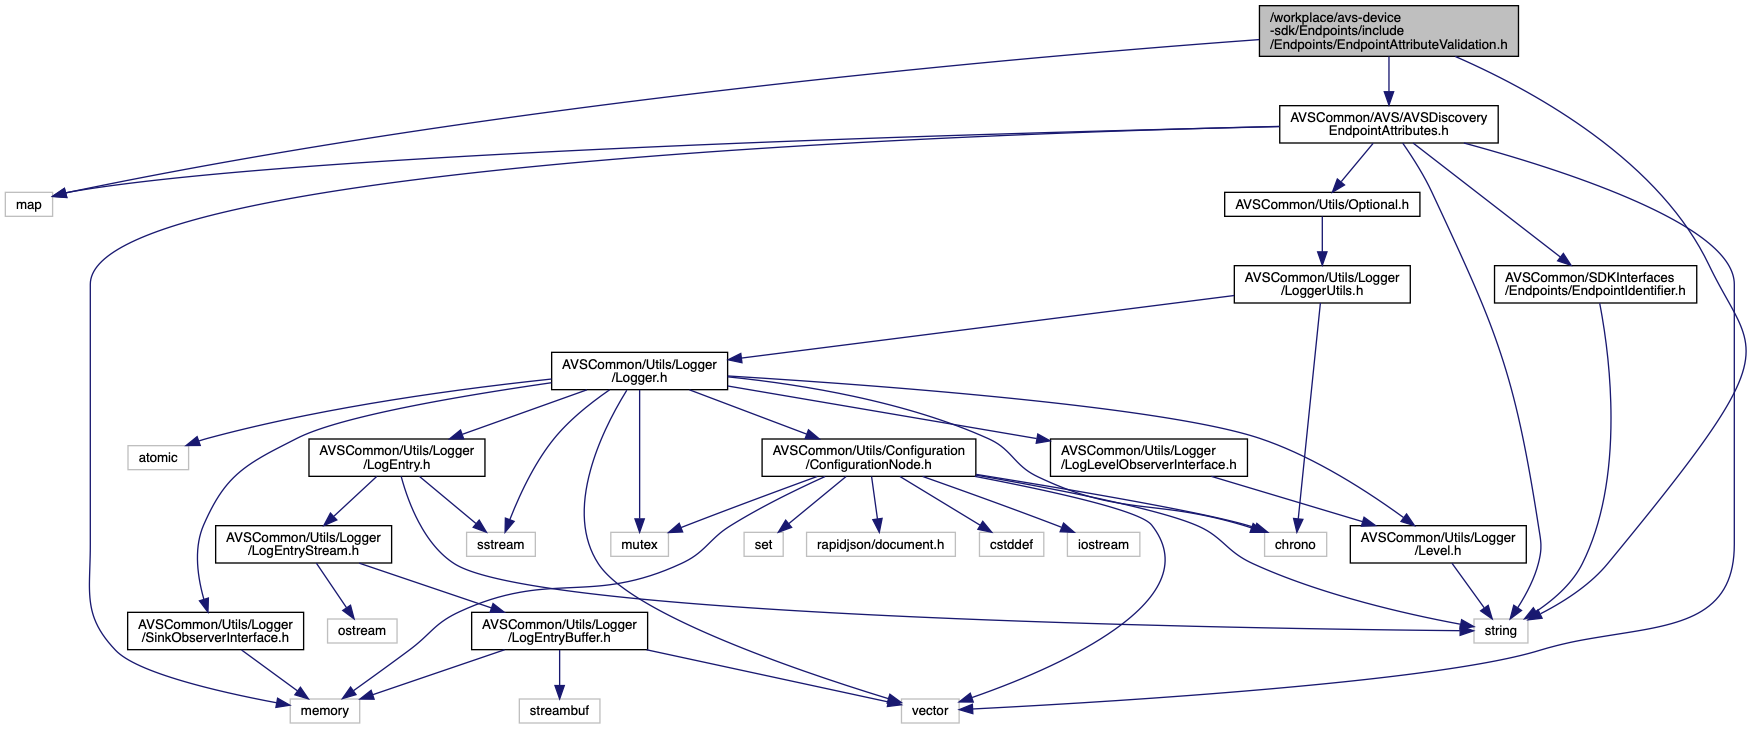 /workplace/avs-device
-sdk/Endpoints/include
/Endpoints/EndpointAttributeValidation.h
AVSCommon/AVS/AVSDiscovery
EndpointAttributes.h
map
AVSCommon/Utils/Optional.h
AVSCommon/Utils/Logger
/LoggerUtils.h
AVSCommon/SDKInterfaces
/Endpoints/EndpointIdentifier.h
AVSCommon/Utils/Logger
/Logger.h
atomic
AVSCommon/Utils/Logger
/LogEntry.h
AVSCommon/Utils/Configuration
/ConfigurationNode.h
AVSCommon/Utils/Logger
/LogLevelObserverInterface.h
AVSCommon/Utils/Logger
/LogEntryStream.h
sstream
mutex
set
rapidjson/document.h
cstddef
iostream
chrono
AVSCommon/Utils/Logger
/Level.h
AVSCommon/Utils/Logger
/SinkObserverInterface.h
ostream
AVSCommon/Utils/Logger
/LogEntryBuffer.h
string
memory
streambuf
vector